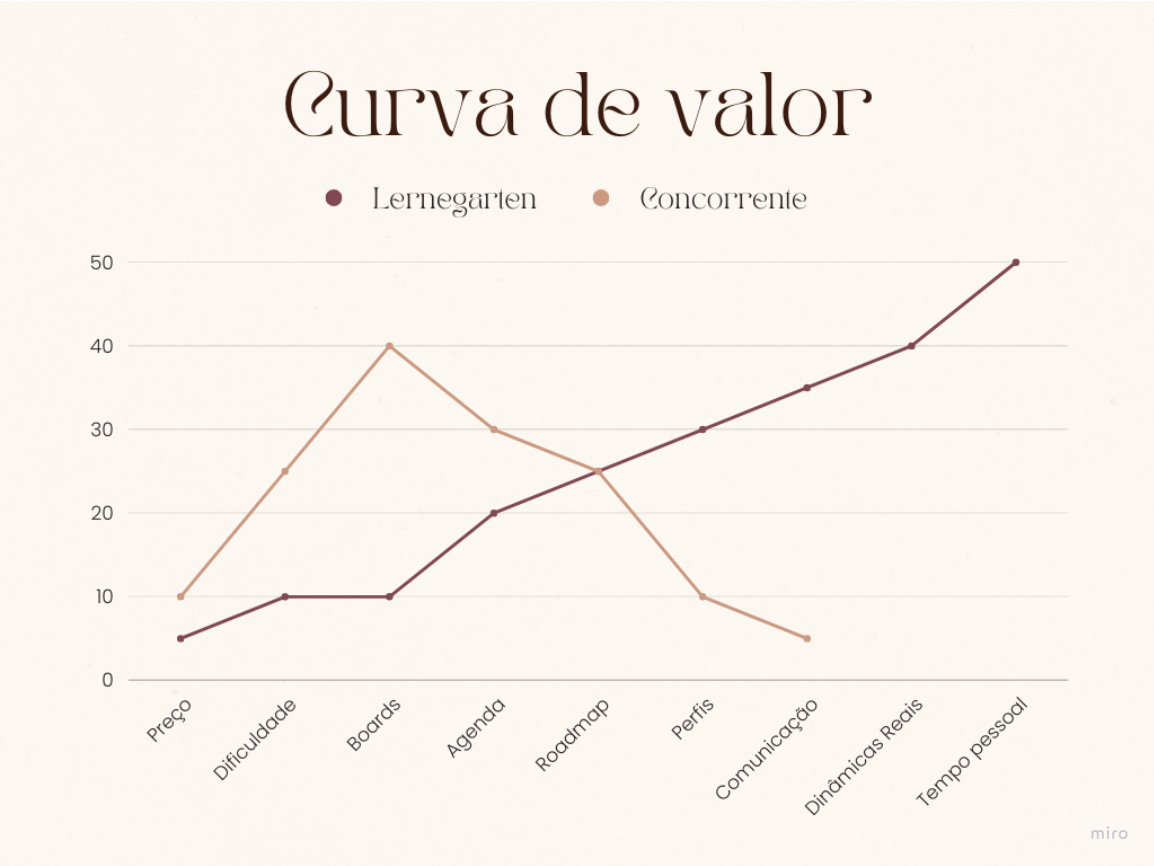 Curva de valor
Lernegarten
Concorrente
50
40
30
20
10
0
Preço
Dificuldade
Boards
Agenda
Roadmap
Perfis
Comunicação
Dinâmicas Reais
Tempo pessoal
miro